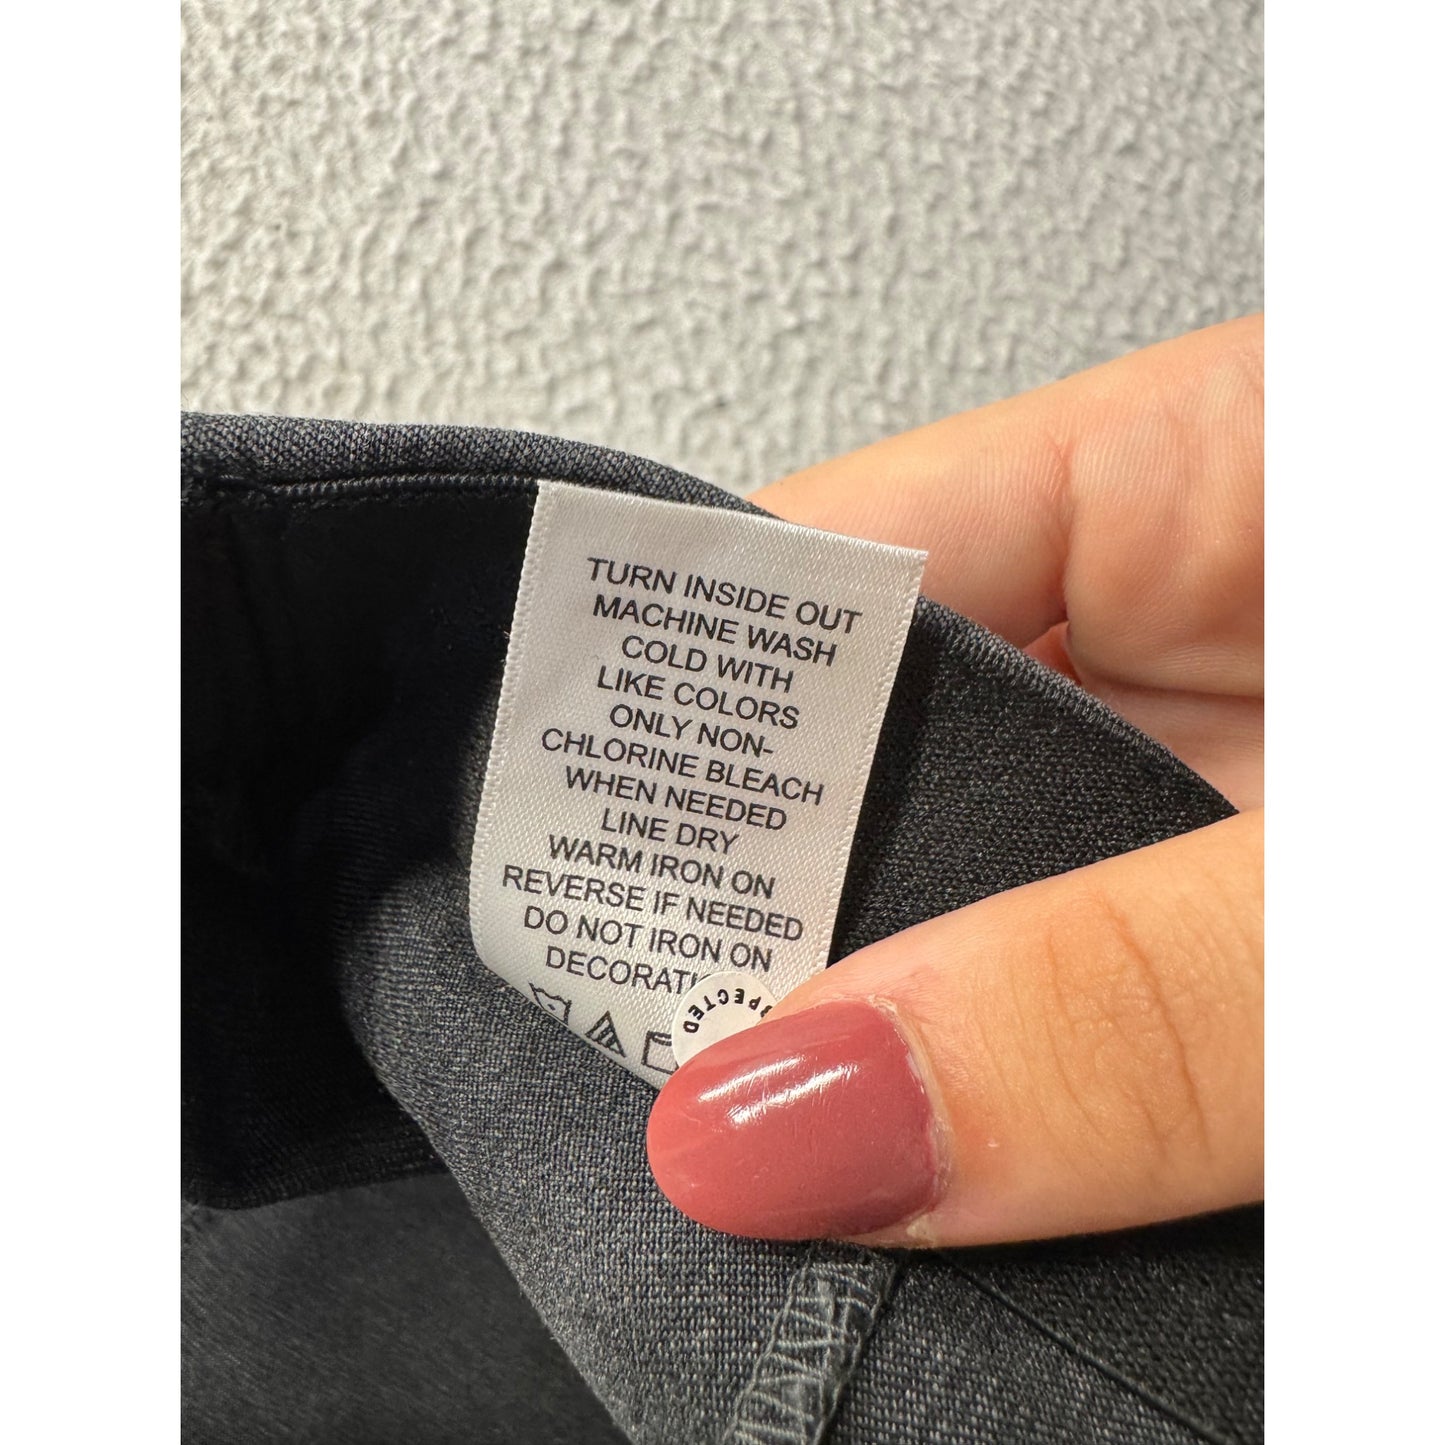 TURN INSIDE OUT
MACHINE WASH
COLD WITH
LIKE COLORS
ONLY NON-
CHLORINE BLEACH
WHEN NEEDED
LINE DRY
WARM IRON ON
REVERSE IF NEEDED
DO NOT IRON ON
DECORATI